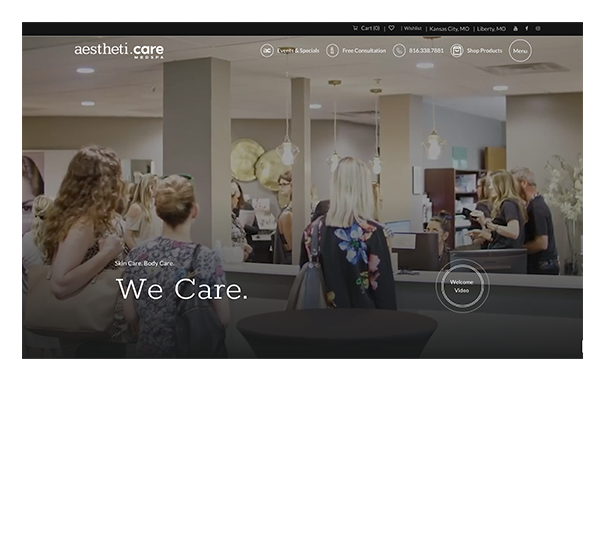 Cart (0) | | Wishlist | Kansas City, MO | Liberty, MO
aestheti.care
MEDSPA
ac Events & Specials Free Consultation 816.338.7881 Shop Products Menu
Skin Care. Body Care.
We Care.
Welcome
Video